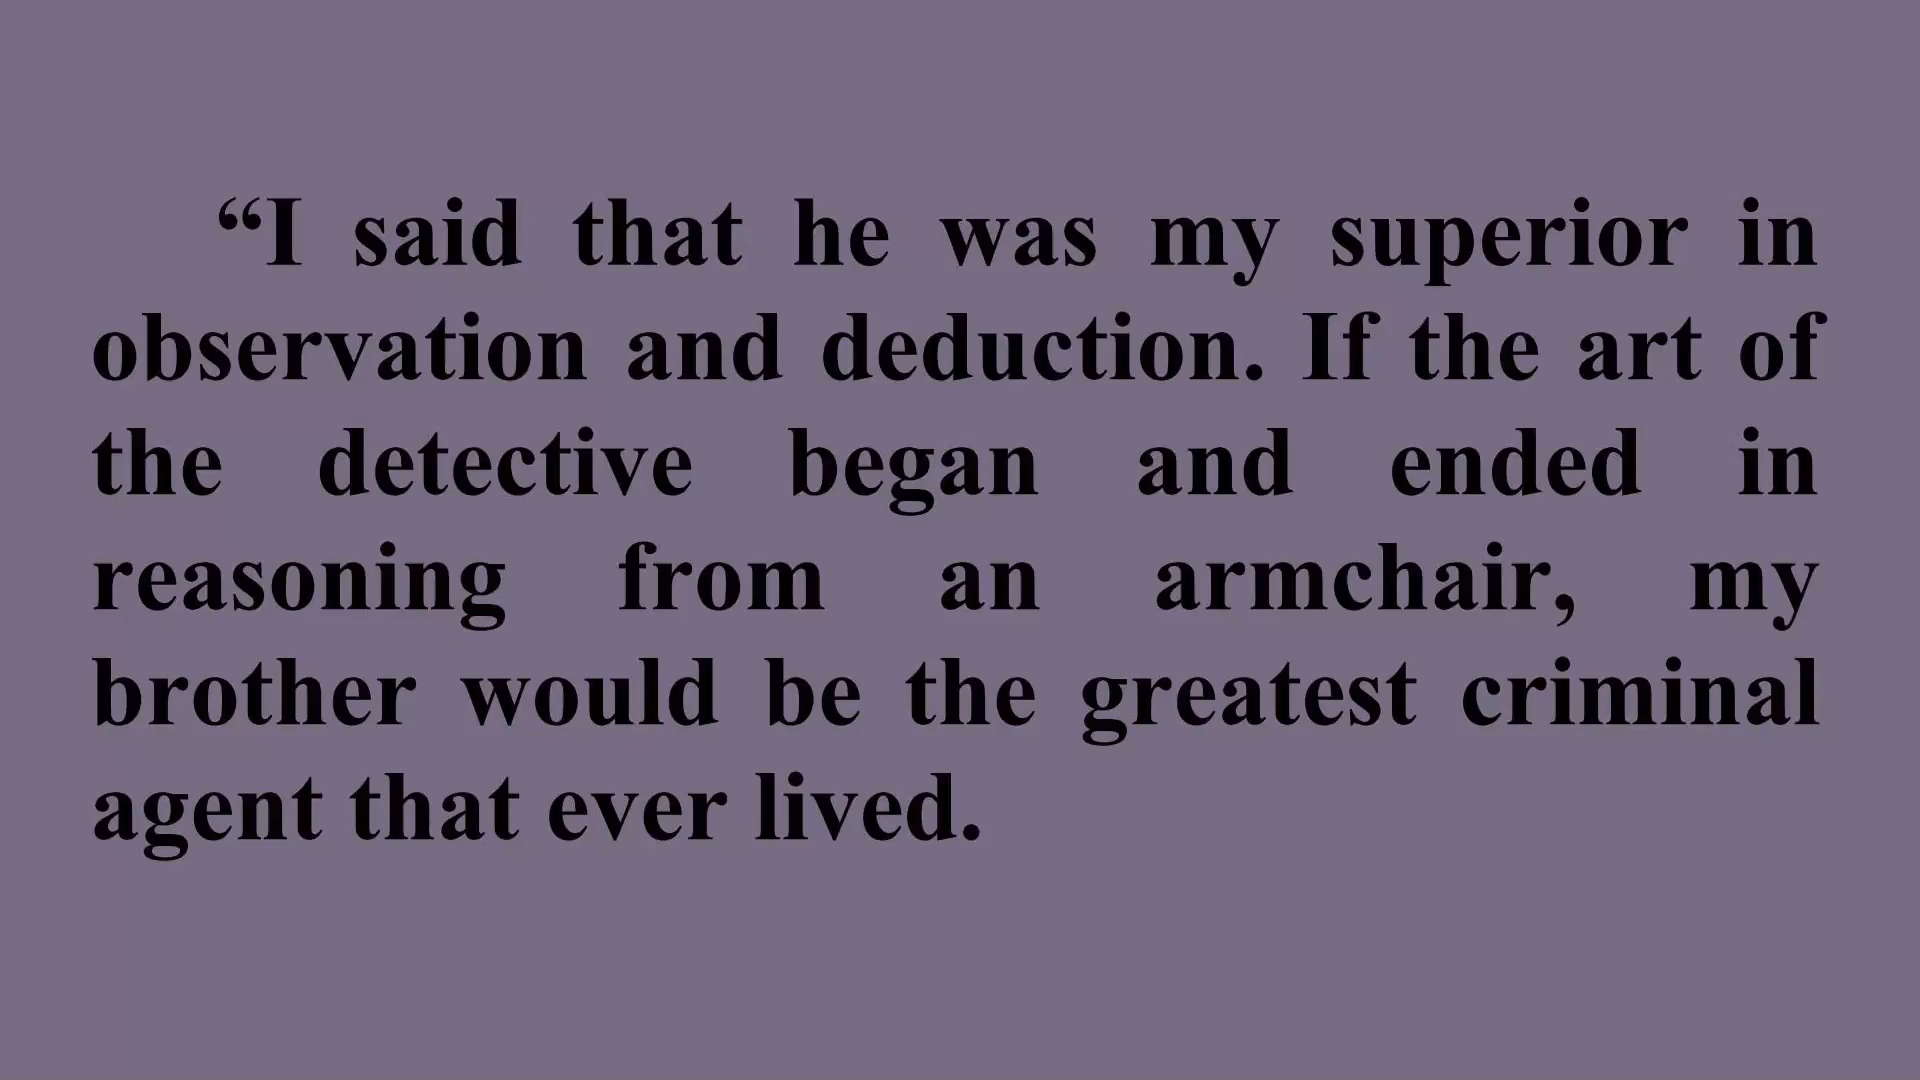 “I said that he was my superior in
observation and deduction. If the art of
the detective began and ended in
reasoning from an armchair, my
brother would be the greatest criminal
agent that ever lived.